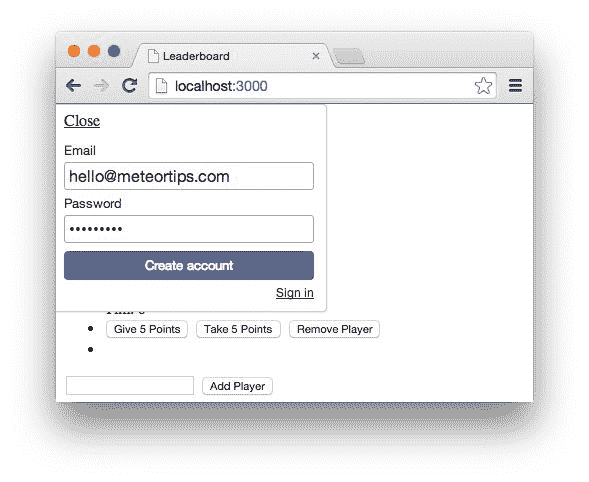 Leaderboard
localhost:3000
Close
Email
hello@meteortips.com
Password
•••••••••
Create account
Sign in
Give 5 Points Take 5 Points Remove Player
Add Player